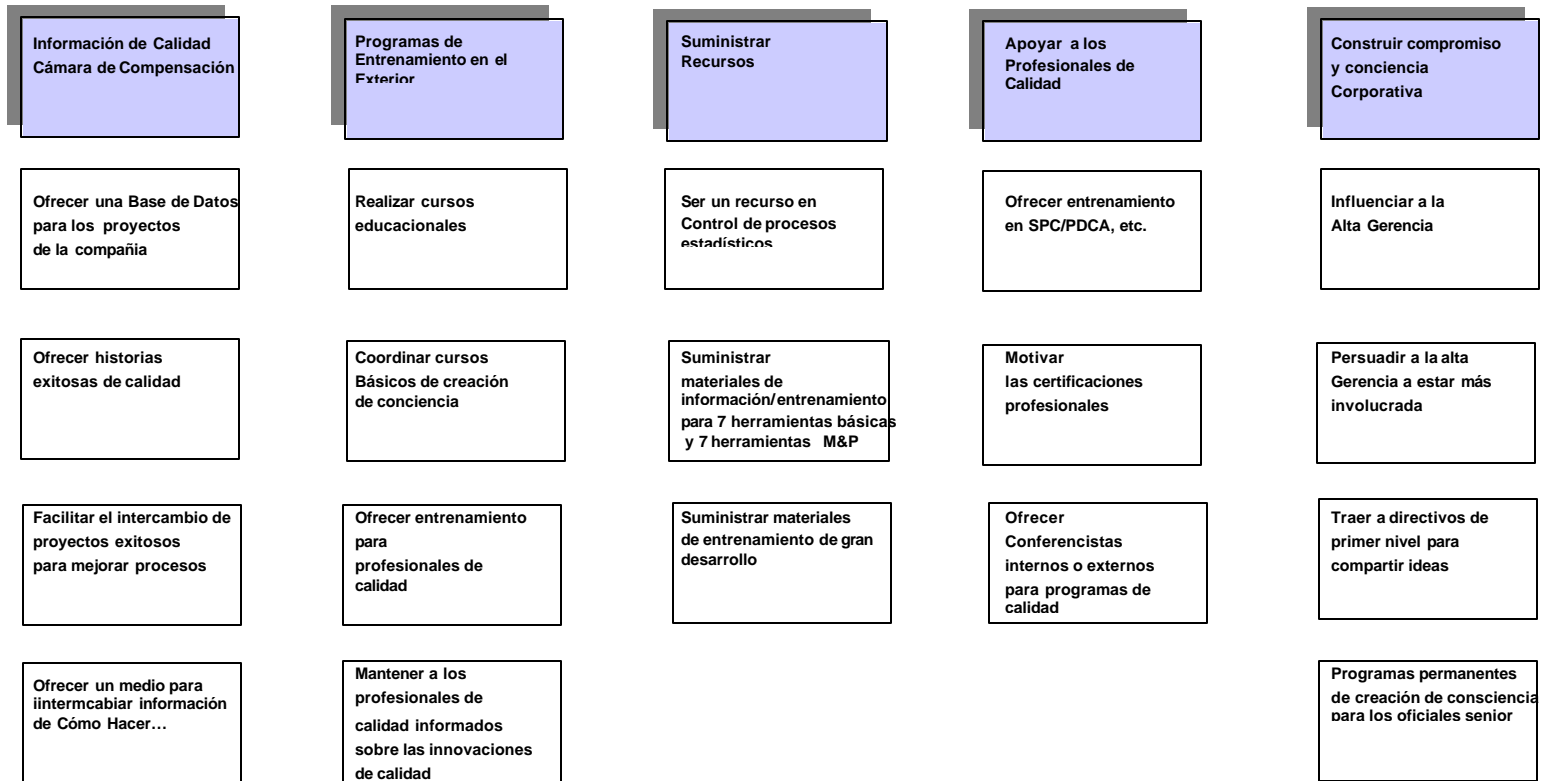 Información de Calidad
Cámara de Compensación
Programas de
Entrenamiento en el
Exterior
Suministrar
Recursos
Apoyar a los
Profesionales de
Calidad
Construir compromiso
y conciencia
Corporativa
Ofrecer una Base de Datos
para los proyectos
de la compañia
Realizar cursos
educacionales
Ser un recurso en
Control de procesos
estadísticos
Ofrecer entrenamiento
en SPC/PDCA, etc.
Influenciar a la
Alta Gerencia
Ofrecer historias
exitosas de calidad
Coordinar cursos
Básicos de creación
de conciencia
Suministrar
materiales de
información/entrenamiento
para 7 herramientas básicas
y 7 herramientas M&P
Motivar
las certificaciones
profesionales
Persuadir a la alta
Gerencia a estar más
involucrada
Facilitar el intercambio de
proyectos exitosos
para mejorar procesos
Ofrecer entrenamiento
para
profesionales de
calidad
Suministrar materiales
de entrenamiento de gran
desarrollo
Ofrecer
Conferencistas
internos o externos
para programas de
calidad
Traer a directivos de
primer nivel para
compartir ideas
Ofrecer un medio para
iintermcabiar información
de Cómo Hacer…
Mantener a los
profesionales de
calidad informados
sobre las innovaciones
de calidad
Programas permanentes
de creación de consciencia
para los oficiales senior